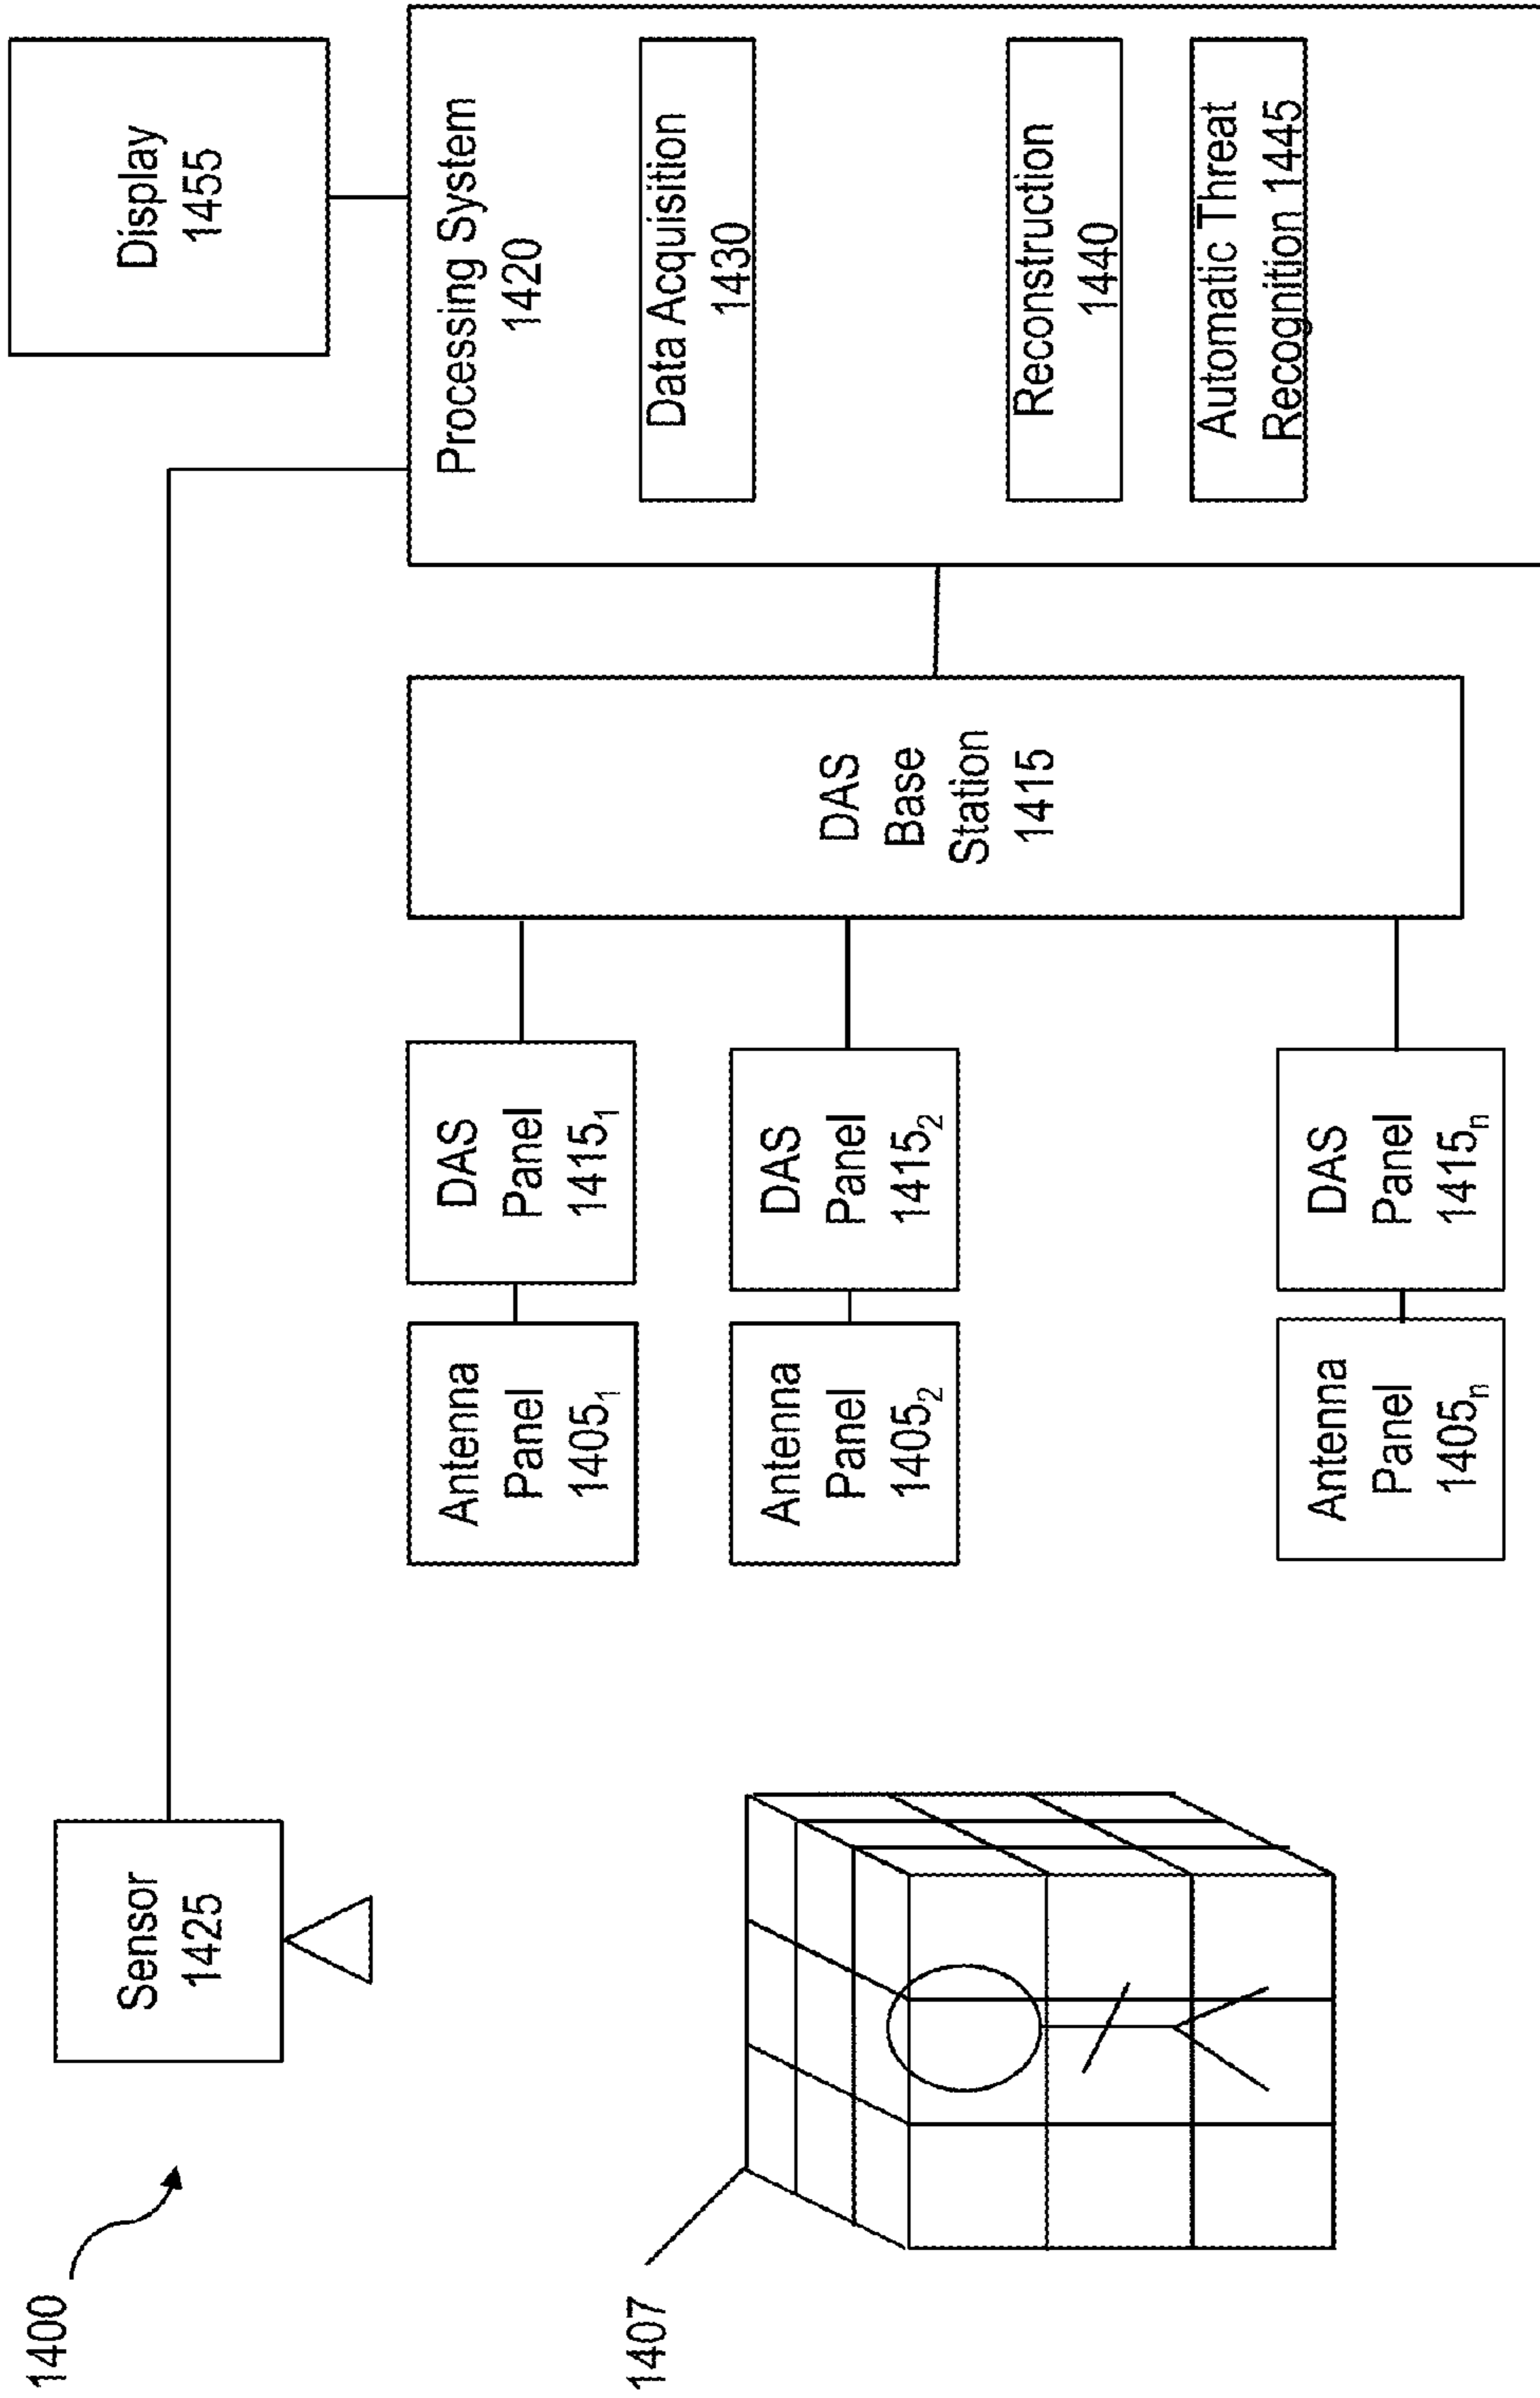 1400
Sensor
1425
Display
1455
1407
Antenna
Panel
1405₁
DAS
Panel
1415₁
Antenna
Panel
1405₂
DAS
Panel
1415₂
Antenna
Panel
1405ₙ
DAS
Panel
1415ₙ
DAS
Base
Station
1415
Processing System
1420
Data Acquisition
1430
Reconstruction
1440
Automatic Threat
Recognition 1445